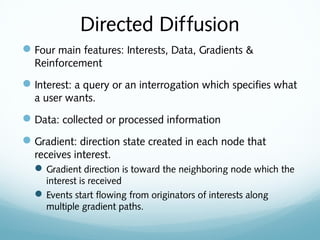 Directed Diffusion
Four main features: Interests, Data, Gradients &
Reinforcement
Interest: a query or an interrogation which specifies what
a user wants.
Data: collected or processed information
Gradient: direction state created in each node that
receives interest.
Gradient direction is toward the neighboring node which the
interest is received
Events start flowing from originators of interests along
multiple gradient paths.